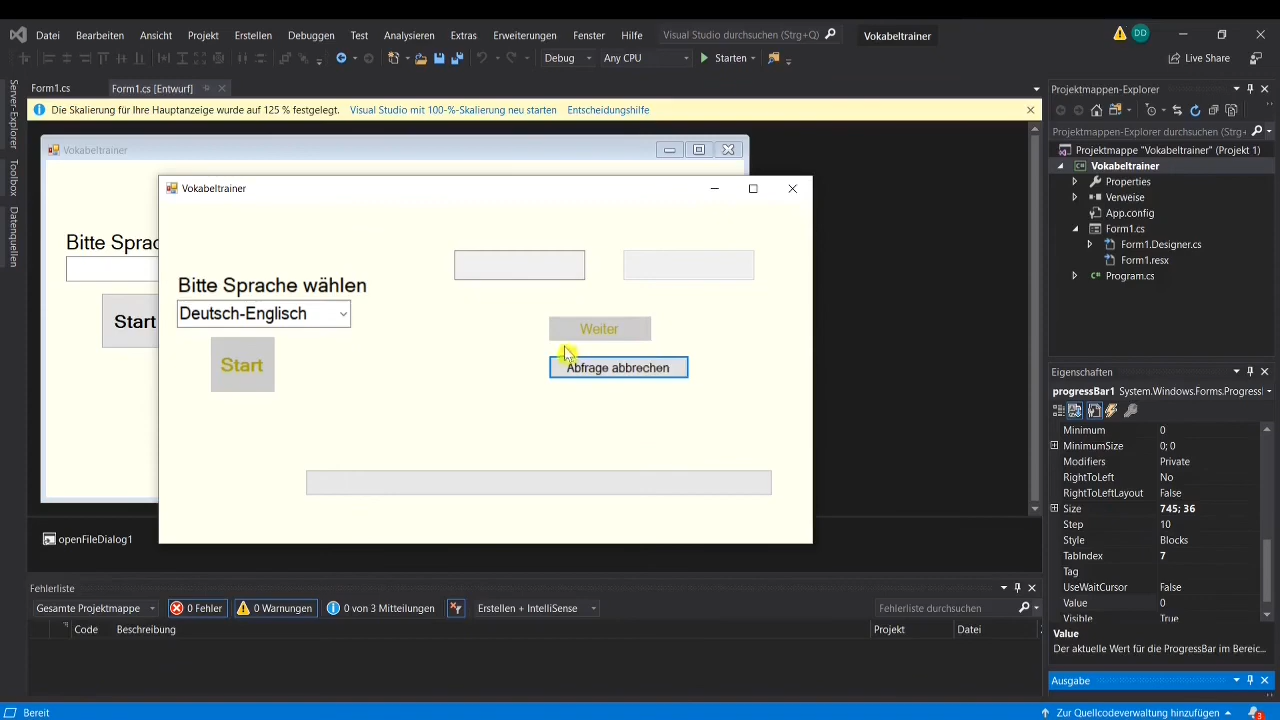 Datei Bearbeiten Ansicht Projekt Erstellen Debuggen Test Analysieren Extras Erweiterungen Fenster Hilfe Visual Studio durchsuchen (Strg+Q) Vokabeltrainer DD
Debug Any CPU Starten Live Share
Form1.cs Form1.cs [Entwurf]
Die Skalierung für Ihre Hauptanzeige wurde auf 125 % festgelegt. Visual Studio mit 100-%-Skalierung neu starten Entscheidungshilfe
Server-Explorer
Toolbox
Datenquellen
Vokabeltrainer
Bitte Sprac
Start
Vokabeltrainer
Bitte Sprache wählen
Deutsch-Englisch
Start
Weiter
Abfrage abbrechen
openFileDialog1
Projektmappen-Explorer
Projektmappen-Explorer durchsuchen (Strg+
Projektmappe "Vokabeltrainer" (Projekt 1)
Vokabeltrainer
Properties
Verweise
App.config
Form1.cs
Form1.Designer.cs
Form1.resx
Program.cs
Eigenschaften
progressBar1 System.Windows.Forms.Progress
Minimum 0
MinimumSize 0; 0
Modifiers Private
RightToLeft No
RightToLeftLayout False
Size 745; 36
Step 10
Style Blocks
TabIndex 7
Tag
UseWaitCursor False
Value 0
Visible True
Value
Der aktuelle Wert für die ProgressBar im Bereic...
Ausgabe
Fehlerliste
Gesamte Projektmappe 0 Fehler 0 Warnungen 0 von 3 Mitteilungen Erstellen + IntelliSense Fehlerliste durchsuchen
Code Beschreibung Projekt Datei
Bereit Zur Quellcodeverwaltung hinzufügen 3